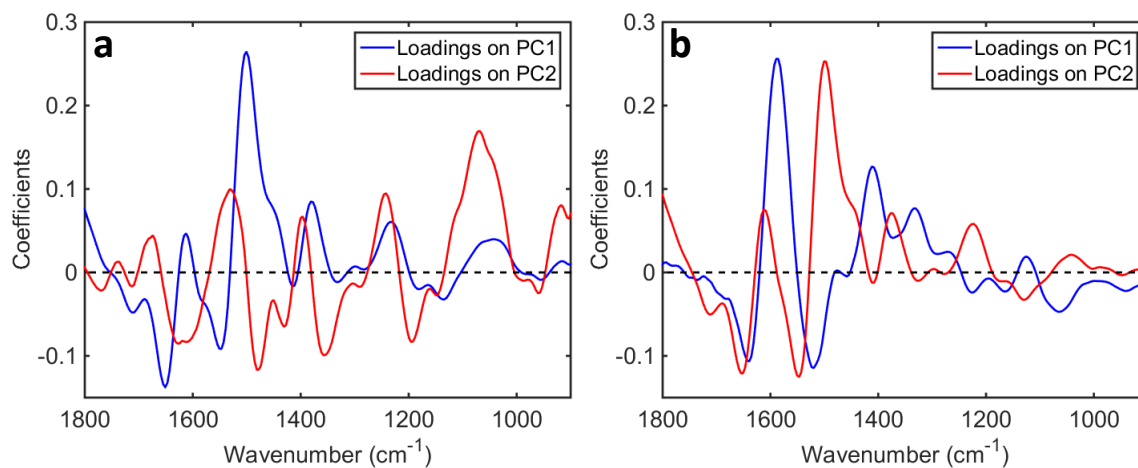 a
Loadings on PC1
Loadings on PC2
Coefficients
0.3
0.2
0.1
0
-0.1
1800
1600
1400
1200
1000
Wavenumber (cm⁻¹)
b
Loadings on PC1
Loadings on PC2
Coefficients
0.3
0.2
0.1
0
-0.1
1800
1600
1400
1200
1000
Wavenumber (cm⁻¹)